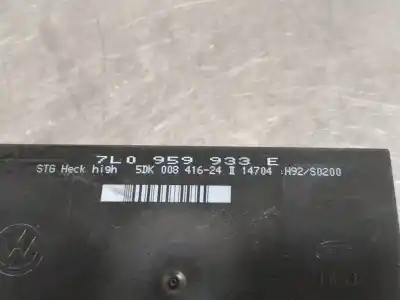 7L0 959 933 E
STG Heck high 5DK 008 416-24 II 14704 :H92/S0200